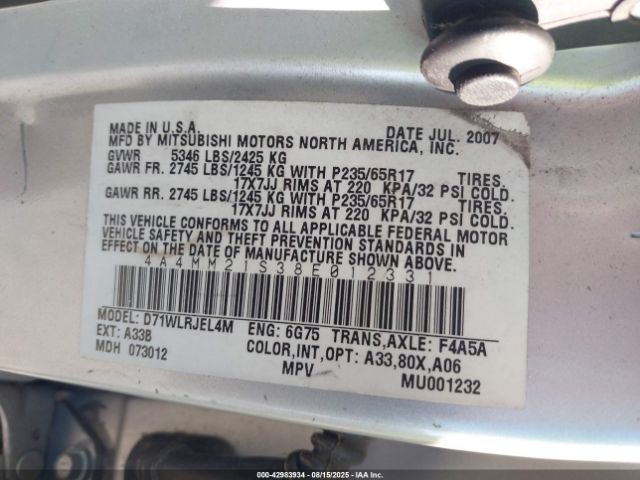 MADE IN U.S.A. DATE JUL. 2007
MFD BY MITSUBISHI MOTORS NORTH AMERICA, INC.
GVWR 5346 LBS/2425 KG
GAWR FR. 2745 LBS/1245 KG WITH P235/65R17 TIRES.
17X7JJ RIMS AT 220 KPA/32 PSI COLD.
GAWR RR. 2745 LBS/1245 KG WITH P235/65R17 TIRES.
17X7JJ RIMS AT 220 KPA/32 PSI COLD.
THIS VEHICLE CONFORMS TO ALL APPLICABLE FEDERAL MOTOR
VEHICLE SAFETY AND THEFT PREVENTION STANDARDS IN
EFFECT ON THE DATE OF MANUFACTURE SHOWN ABOVE.
4A4MM21S38E012331
MODEL: D71WLRJEL4M ENG: 6G75 TRANS,AXLE: F4A5A
EXT: A33B COLOR,INT,OPT: A33,80X,A06
MDH 073012 MPV MU001232
000-42983934 - 08/15/2025 - IAAI.COM